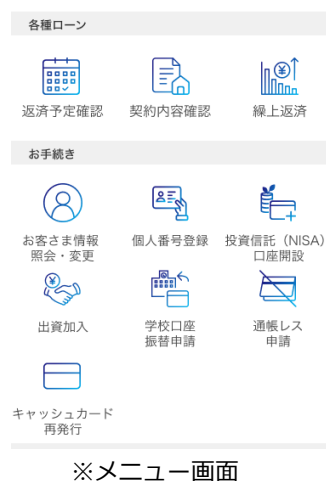 各種ローン
返済予定確認
契約内容確認
繰上返済
お手続き
お客さま情報
照会・変更
個人番号登録
投資信託（NISA）
口座開設
出資加入
学校口座
振替申請
通帳レス
申請
キャッシュカード
再発行
※メニュー画面